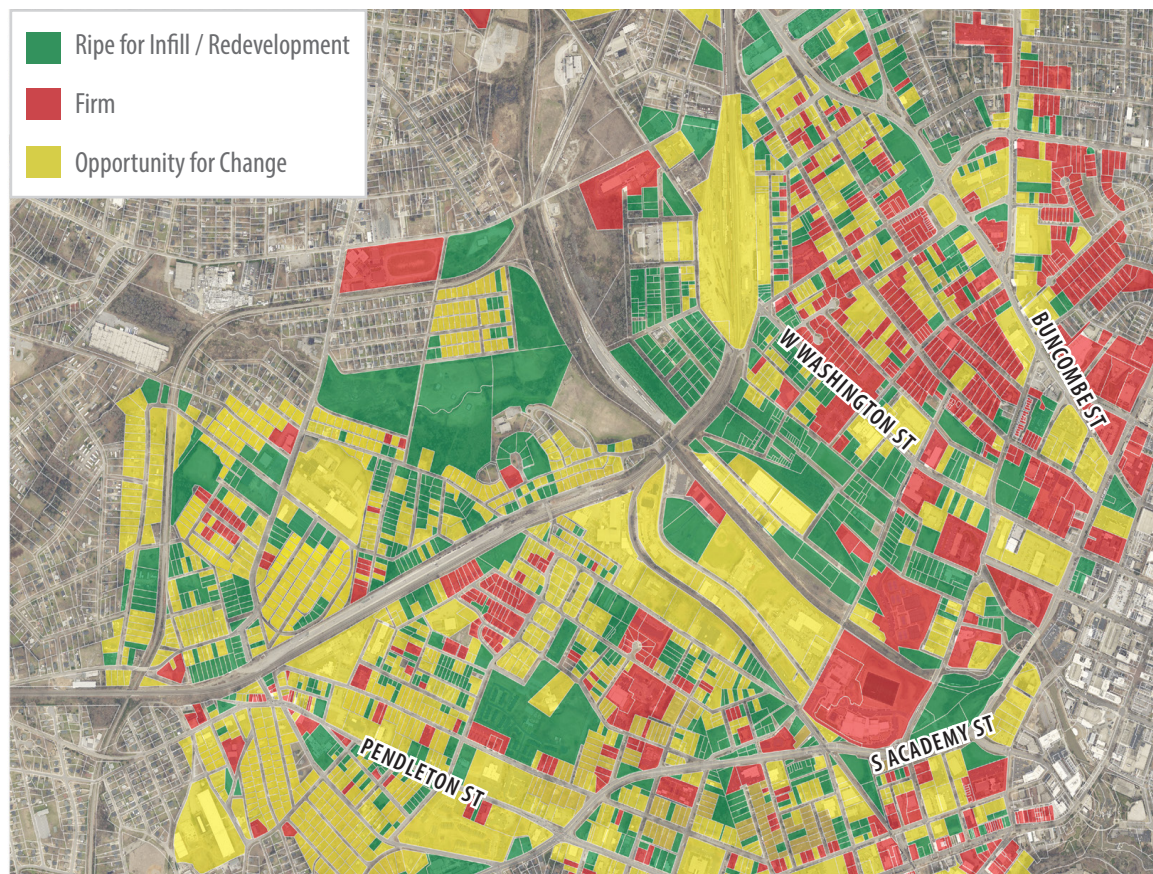 Ripe for Infill / Redevelopment
Firm
Opportunity for Change
BUNCOMBE ST
W WASHINGTON ST
S ACADEMY ST
PENDLETON ST